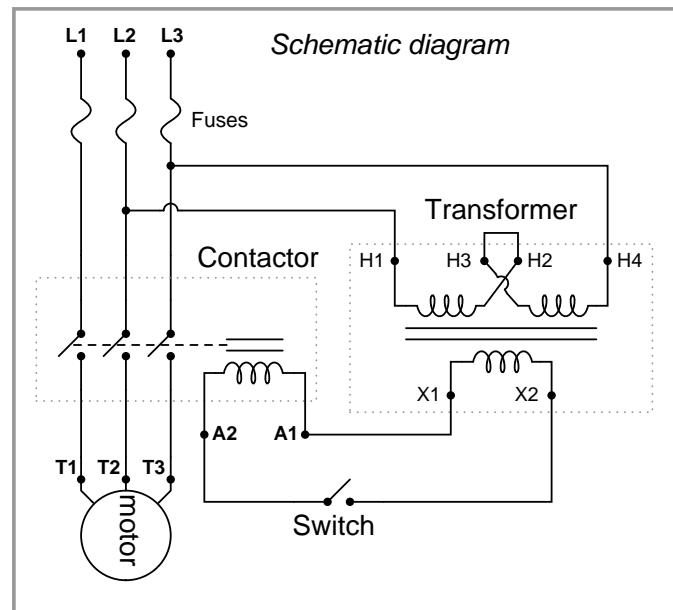 L1 L2 L3 Schematic diagram
Fuses
Transformer
Contactor H1 H3 H2 H4
X1 X2
A2 A1
T1 T2 T3
motor
Switch